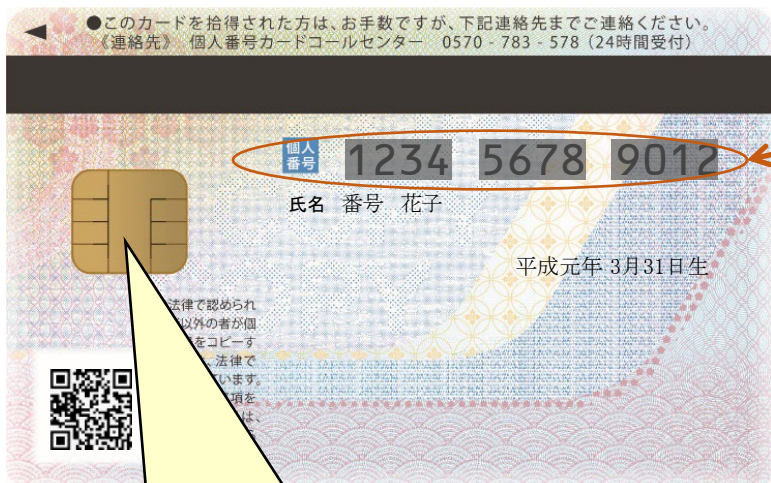 ●このカードを拾得された方は、お手数ですが、下記連絡先までご連絡ください。
《連絡先》 個人番号カードコールセンター 0570-783-578（24時間受付）
個人
番号
1234 5678 9012
氏名 番号 花子
平成元年 3月31日生
法律で認められ
以外の者が個
をコピーす
法律で
います。
項を
は、